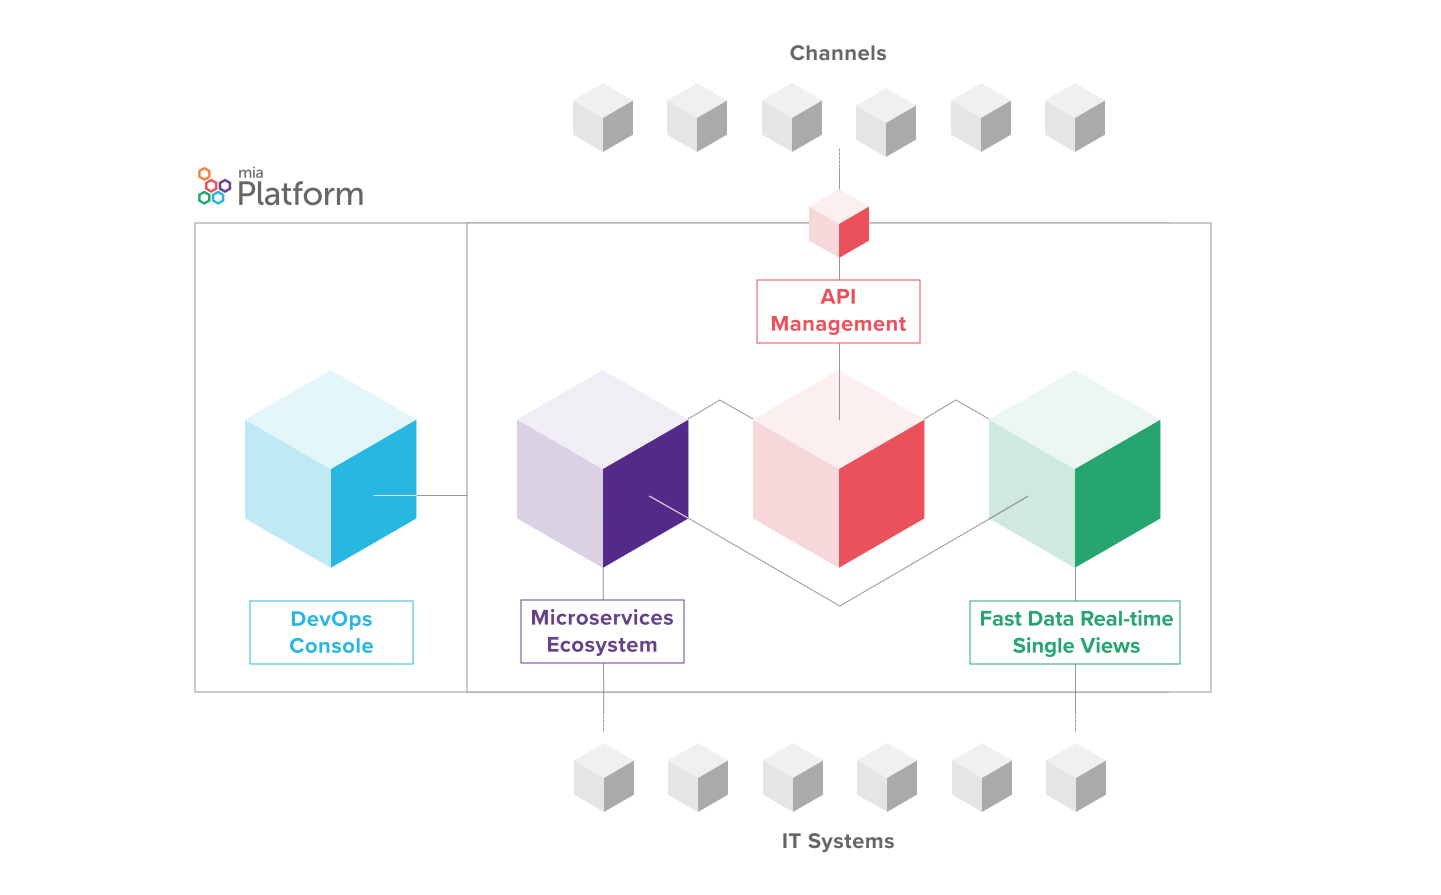 Channels
mia
Platform
API
Management
DevOps
Console
Microservices
Ecosystem
Fast Data Real-time
Single Views
IT Systems